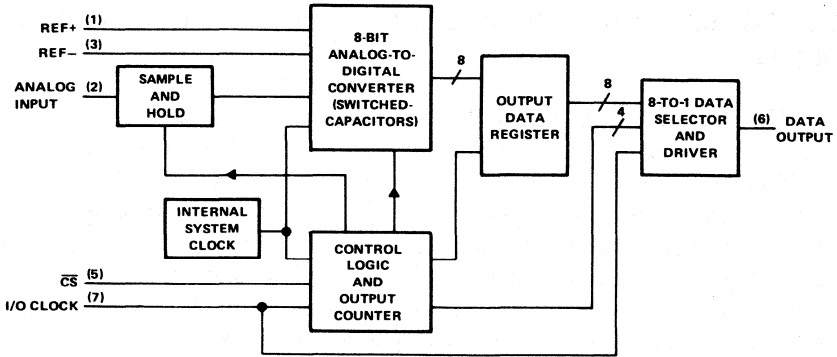 REF+ (1)
REF– (3)
ANALOG
INPUT
(2)
SAMPLE
AND
HOLD
8-BIT
ANALOG-TO-
DIGITAL
CONVERTER
(SWITCHED-
CAPACITORS)
8
OUTPUT
DATA
REGISTER
8
4
8-TO-1 DATA
SELECTOR
AND
DRIVER
(6)
DATA
OUTPUT
INTERNAL
SYSTEM
CLOCK
CONTROL
LOGIC
AND
OUTPUT
COUNTER
C̅S̅ (5)
I/O CLOCK (7)